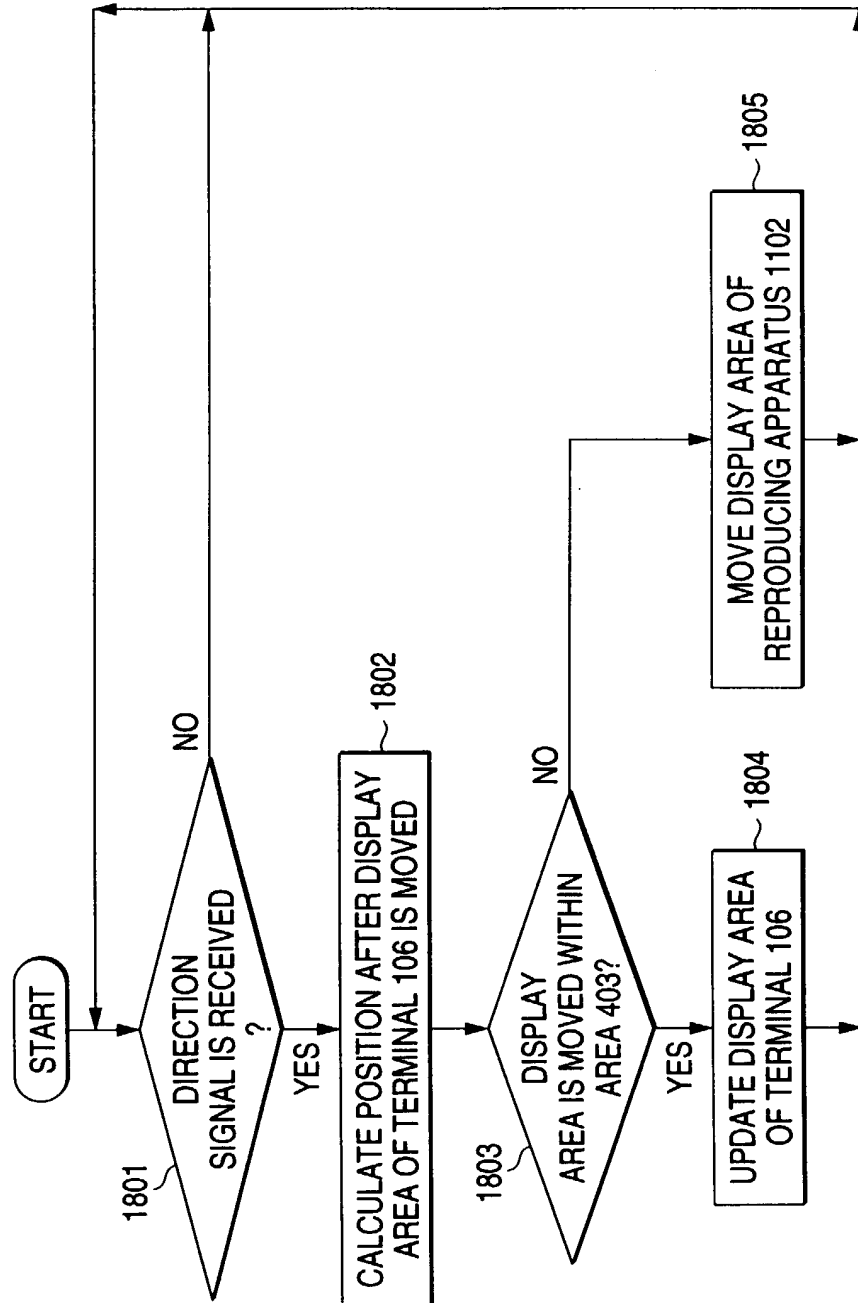 START
1801
DIRECTION
SIGNAL IS RECEIVED
?
NO
YES
1802
CALCULATE POSITION AFTER DISPLAY
AREA OF TERMINAL 106 IS MOVED
1803
DISPLAY
AREA IS MOVED WITHIN
AREA 403?
NO
YES
1804
UPDATE DISPLAY AREA
OF TERMINAL 106
1805
MOVE DISPLAY AREA OF
REPRODUCING APPARATUS 1102